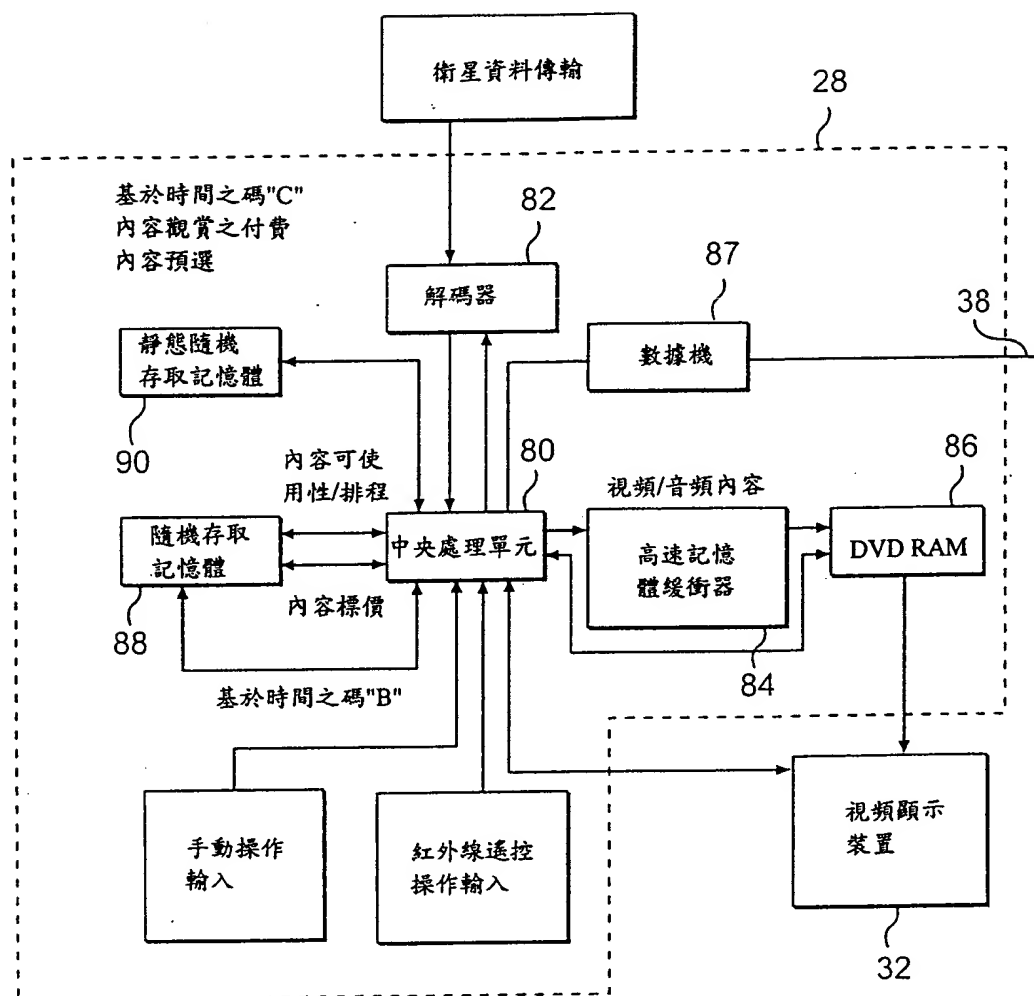 衛星資料傳輸
28
基於時間之碼"C"
內容觀賞之付費
內容預選
82
解碼器
87
數據機
38
靜態隨機
存取記憶體
90
內容可使
用性/排程
80
視頻/音頻內容
86
隨機存取
記憶體
88
中央處理單元
高速記憶
體緩衝器
84
DVD RAM
內容標價
基於時間之碼"B"
手動操作
輸入
紅外線遙控
操作輸入
視頻顯示
裝置
32